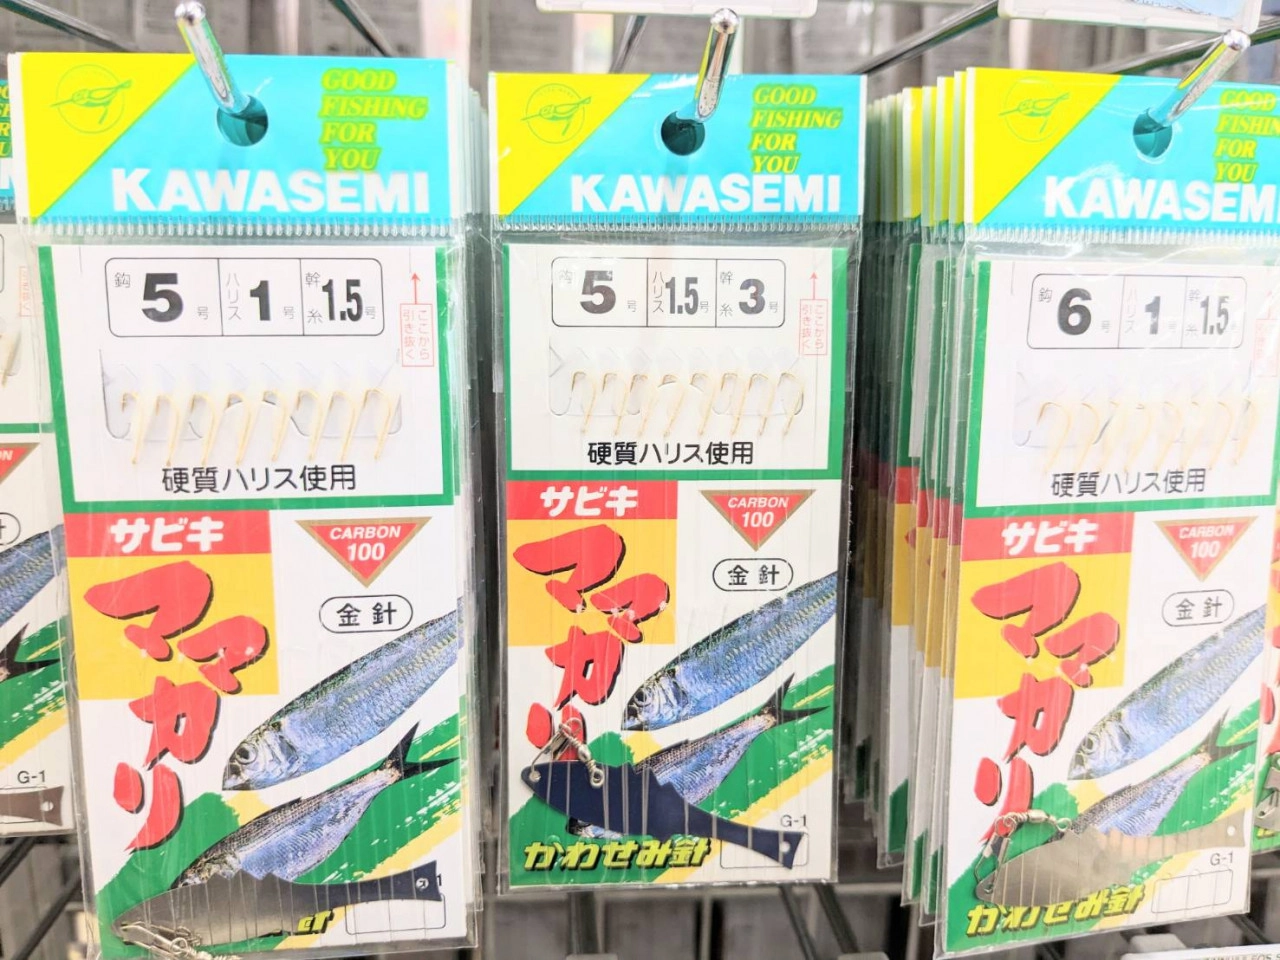 GOOD
FISHING
FOR
YOU
KAWASEMI
鈎 5 号 ハリス 1 号 幹糸 1.5 号
ここから
引き抜く
硬質ハリス使用
サビキ
CARBON
100
金針
ママカリ
GOOD
FISHING
FOR
YOU
KAWASEMI
鈎 5 号 ハリス 1.5 号 幹糸 3 号
ここから
引き抜く
硬質ハリス使用
サビキ
CARBON
100
金針
ママカリ
G-1
かわせみ針
GOOD
FISHING
FOR
YOU
KAWASEMI
鈎 6 号 ハリス 1 号 幹糸 1.5 号
硬質ハリス使用
サビキ
CARBON
100
金針
ママカリ
G-1
かわせみ針
G-1